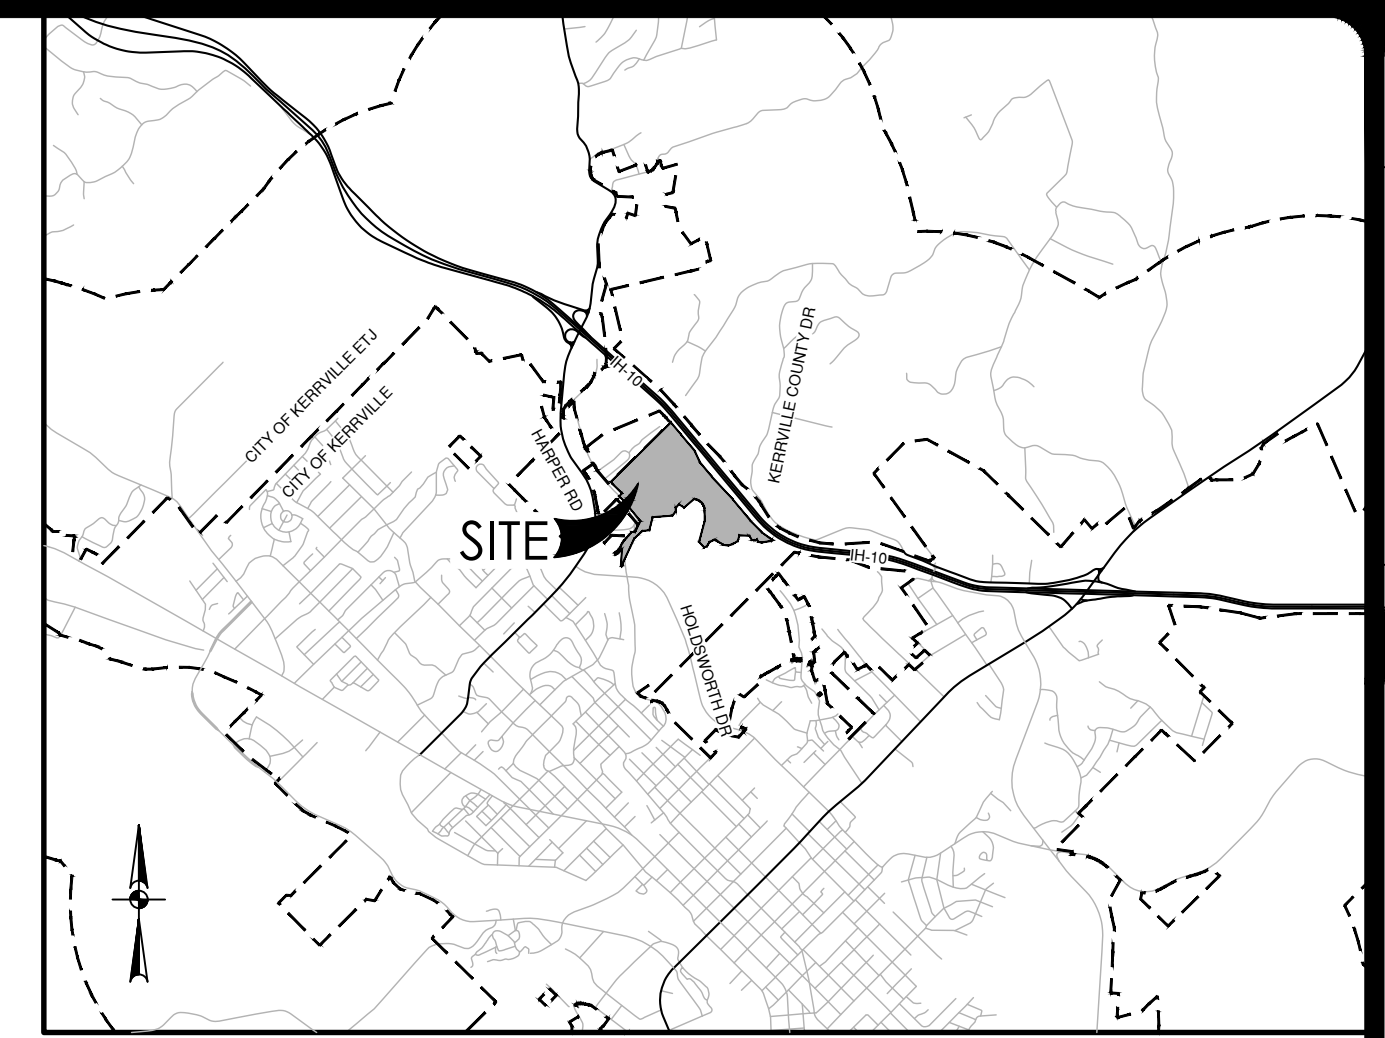 KERRVILLE COUNTY DR
CITY OF KERRVILLE ETJ
CITY OF KERRVILLE
IH-10
HARPER RD
SITE
IH-10
HOLDSWORTH DR